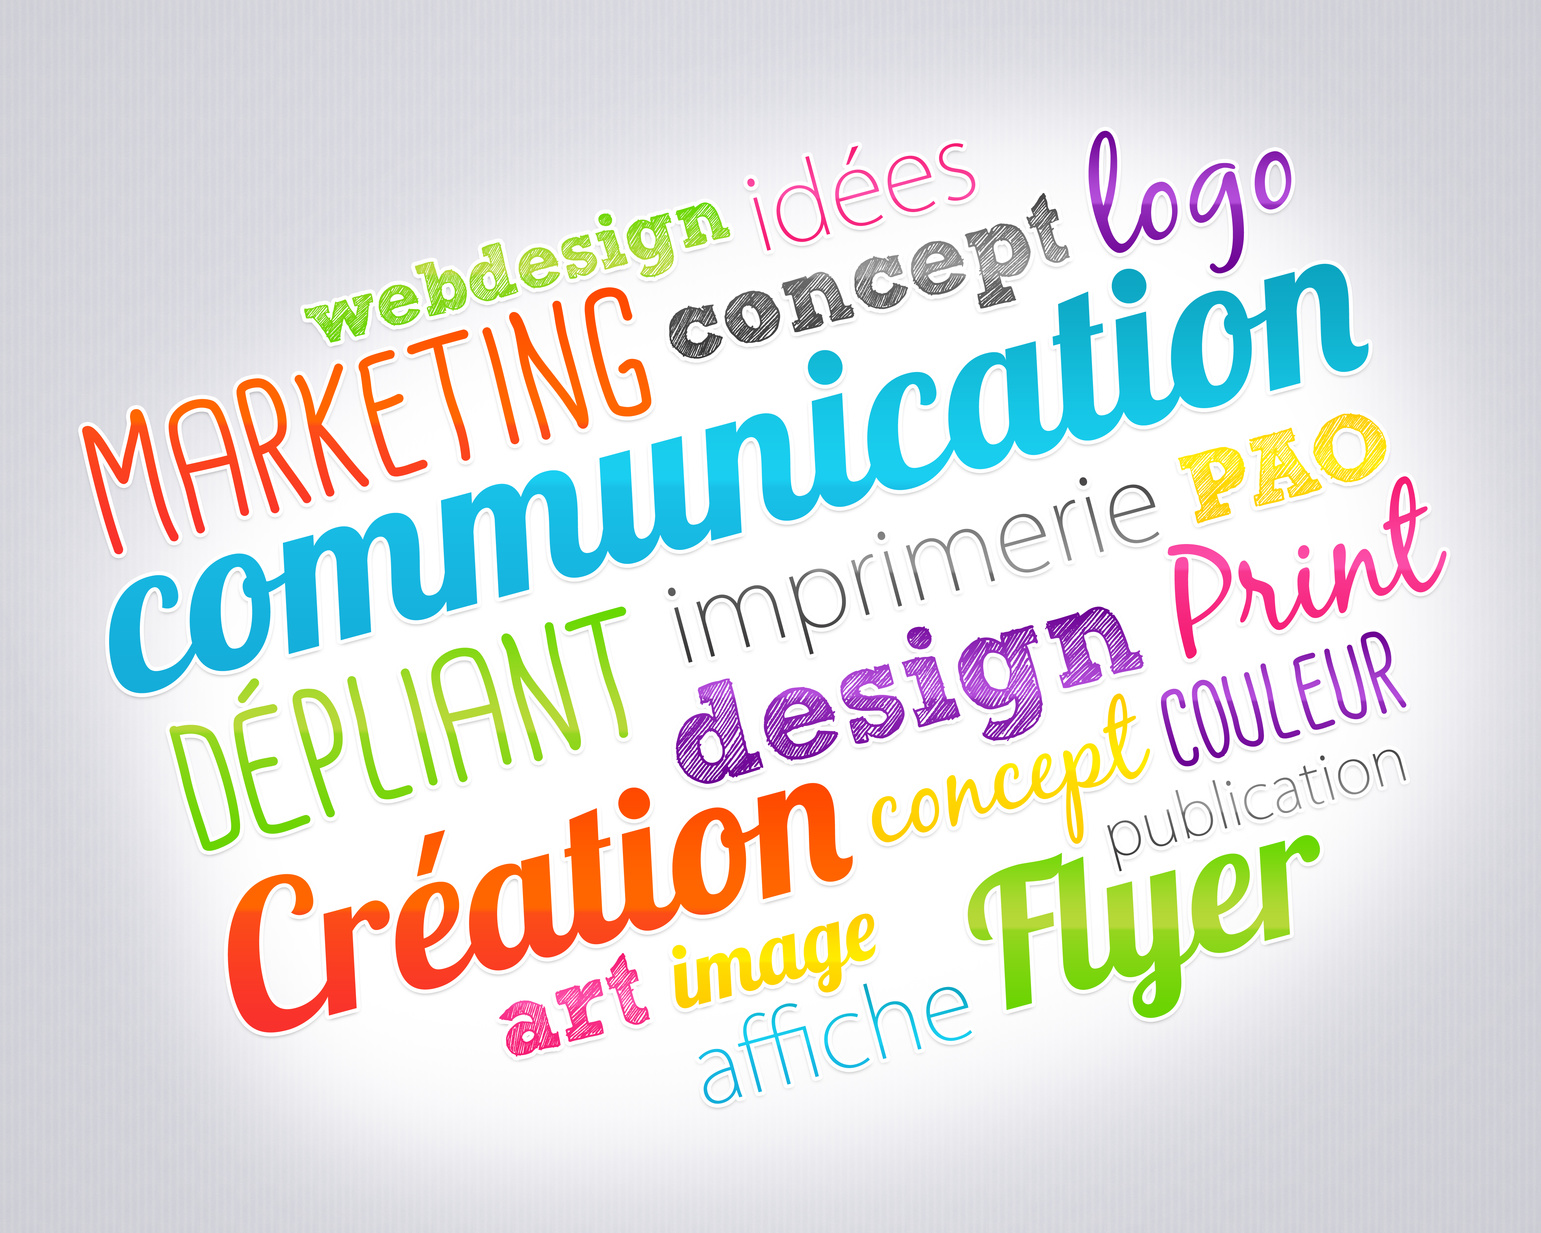 webdesign idées logo
MARKETING concept
communication
imprimerie PAO
DÉPLIANT design Print
Création concept COULEUR
publication
art image Flyer
affiche